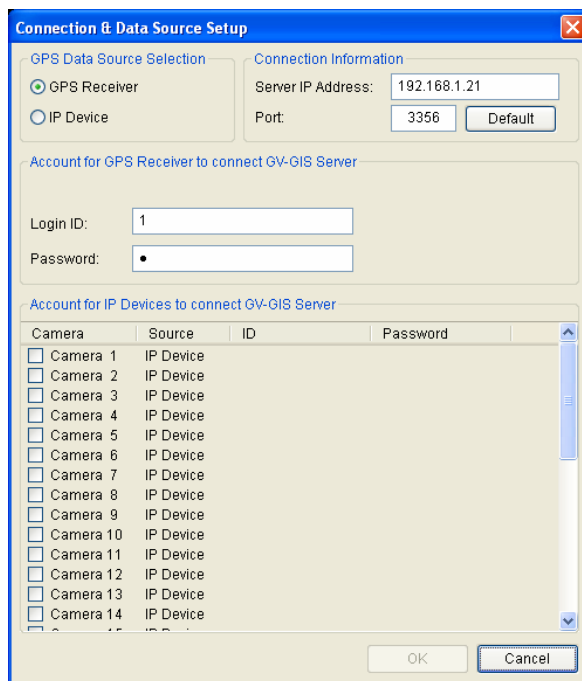 Connection & Data Source Setup
GPS Data Source Selection
GPS Receiver
IP Device
Connection Information
Server IP Address: 192.168.1.21
Port: 3356 Default
Account for GPS Receiver to connect GV-GIS Server
Login ID: 1
Password: •
Account for IP Devices to connect GV-GIS Server
Camera Source ID Password
Camera 1 IP Device
Camera 2 IP Device
Camera 3 IP Device
Camera 4 IP Device
Camera 5 IP Device
Camera 6 IP Device
Camera 7 IP Device
Camera 8 IP Device
Camera 9 IP Device
Camera 10 IP Device
Camera 11 IP Device
Camera 12 IP Device
Camera 13 IP Device
Camera 14 IP Device
OK Cancel